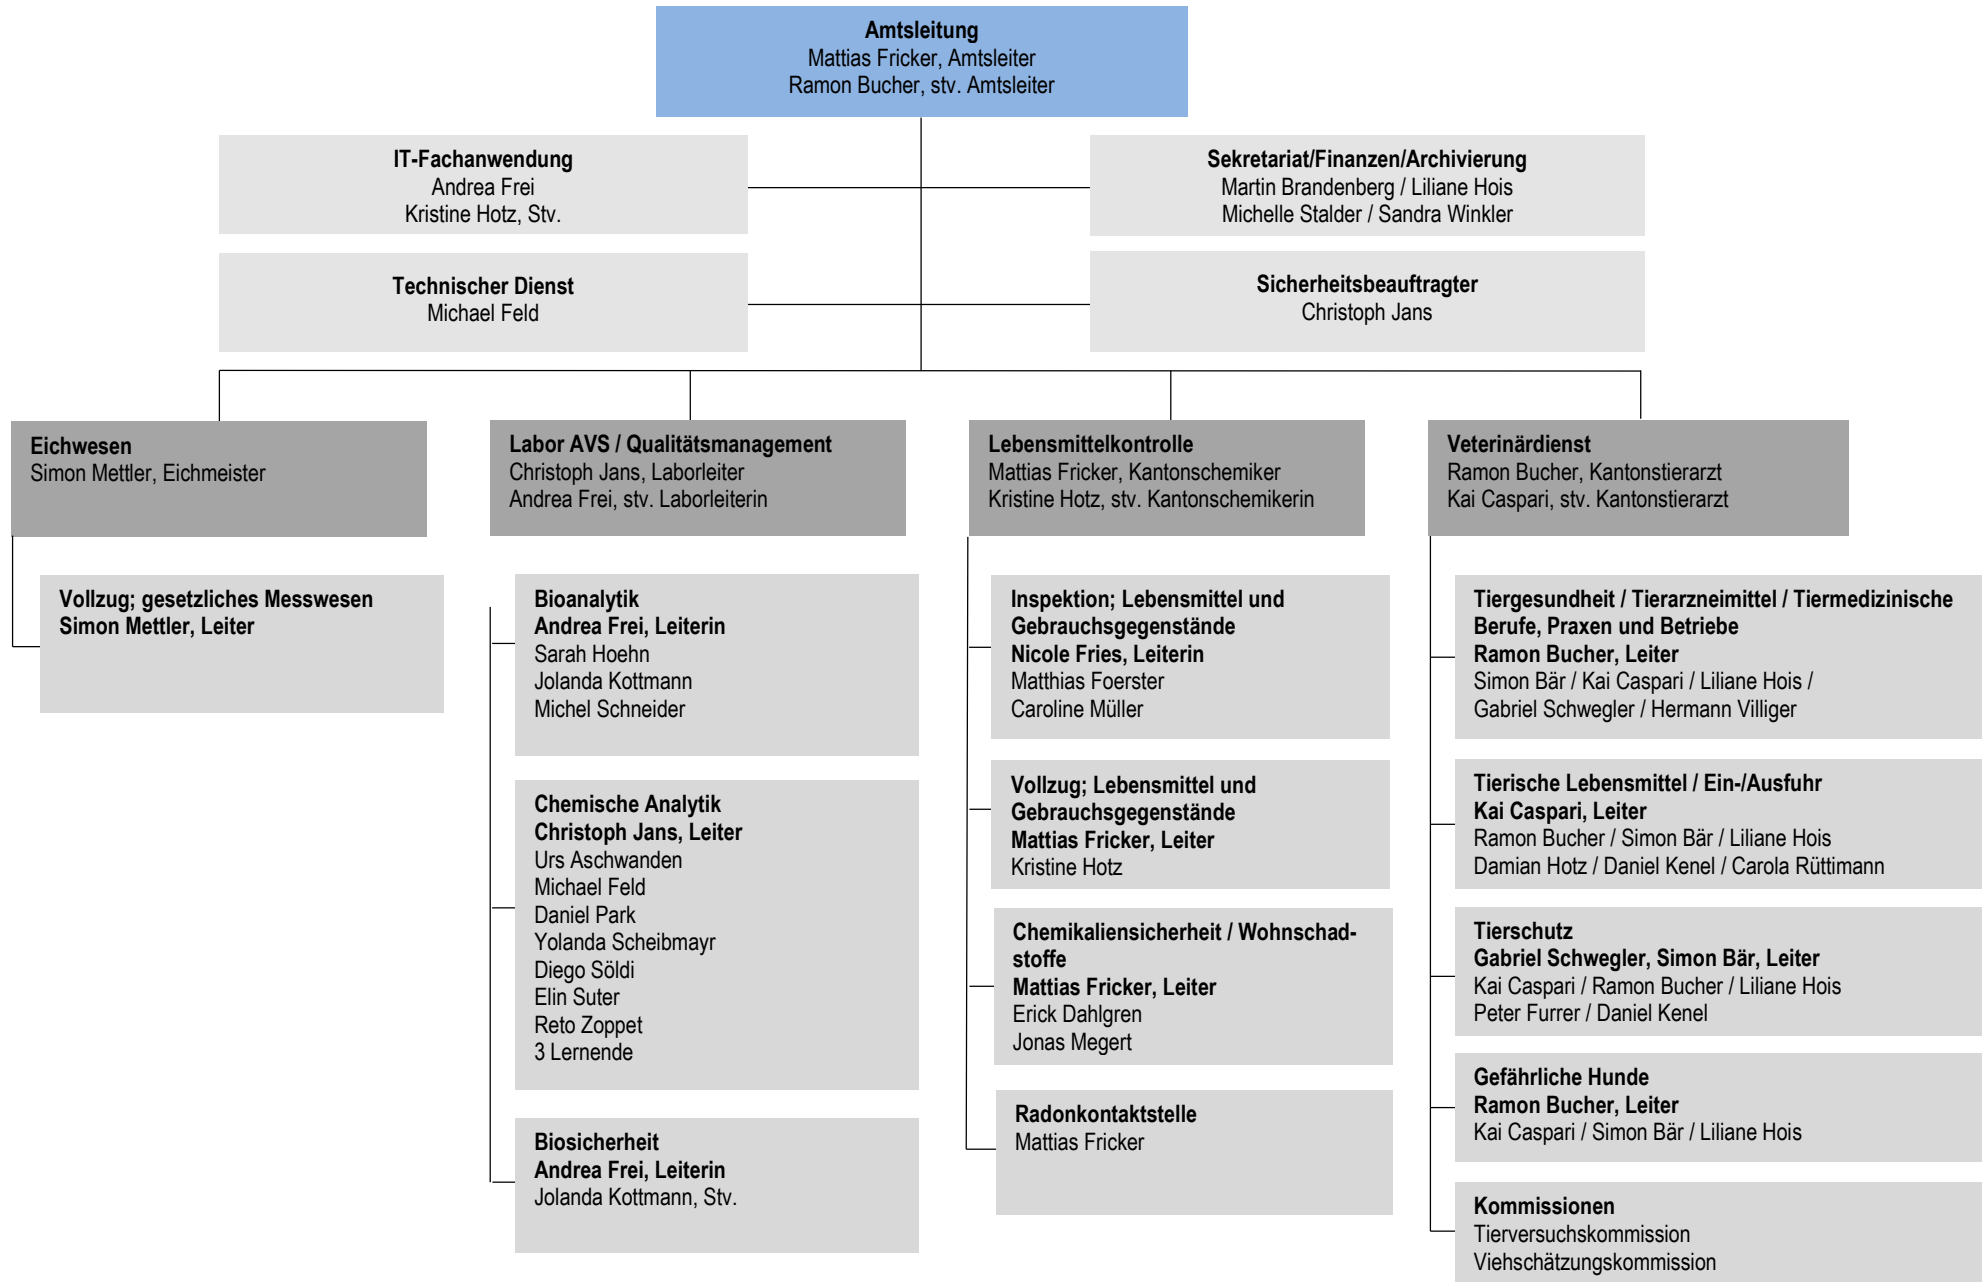 Amtsleitung
Mattias Fricker, Amtsleiter
Ramon Bucher, stv. Amtsleiter
IT-Fachanwendung
Andrea Frei
Kristine Hotz, Stv.
Sekretariat/Finanzen/Archivierung
Martin Brandenberg / Liliane Hois
Michelle Stalder / Sandra Winkler
Technischer Dienst
Michael Feld
Sicherheitsbeauftragter
Christoph Jans
Eichwesen
Simon Mettler, Eichmeister
Vollzug; gesetzliches Messwesen
Simon Mettler, Leiter
Labor AVS / Qualitätsmanagement
Christoph Jans, Laborleiter
Andrea Frei, stv. Laborleiterin
Bioanalytik
Andrea Frei, Leiterin
Sarah Hoehn
Jolanda Kottmann
Michel Schneider
Chemische Analytik
Christoph Jans, Leiter
Urs Aschwanden
Michael Feld
Daniel Park
Yolanda Scheibmayr
Diego Söldi
Elin Suter
Reto Zoppet
3 Lernende
Biosicherheit
Andrea Frei, Leiterin
Jolanda Kottmann, Stv.
Lebensmittelkontrolle
Mattias Fricker, Kantonschemiker
Kristine Hotz, stv. Kantonschemikerin
Inspektion; Lebensmittel und
Gebrauchsgegenstände
Nicole Fries, Leiterin
Matthias Foerster
Caroline Müller
Vollzug; Lebensmittel und
Gebrauchsgegenstände
Mattias Fricker, Leiter
Kristine Hotz
Chemikaliensicherheit / Wohnschad-
stoffe
Mattias Fricker, Leiter
Erick Dahlgren
Jonas Megert
Radonkontaktstelle
Mattias Fricker
Veterinärdienst
Ramon Bucher, Kantonstierarzt
Kai Caspari, stv. Kantonstierarzt
Tiergesundheit / Tierarzneimittel / Tiermedizinische
Berufe, Praxen und Betriebe
Ramon Bucher, Leiter
Simon Bär / Kai Caspari / Liliane Hois /
Gabriel Schwegler / Hermann Villiger
Tierische Lebensmittel / Ein-/Ausfuhr
Kai Caspari, Leiter
Ramon Bucher / Simon Bär / Liliane Hois
Damian Hotz / Daniel Kenel / Carola Rüttimann
Tierschutz
Gabriel Schwegler, Simon Bär, Leiter
Kai Caspari / Ramon Bucher / Liliane Hois
Peter Furrer / Daniel Kenel
Gefährliche Hunde
Ramon Bucher, Leiter
Kai Caspari / Simon Bär / Liliane Hois
Kommissionen
Tierversuchskommission
Viehschätzungskommission